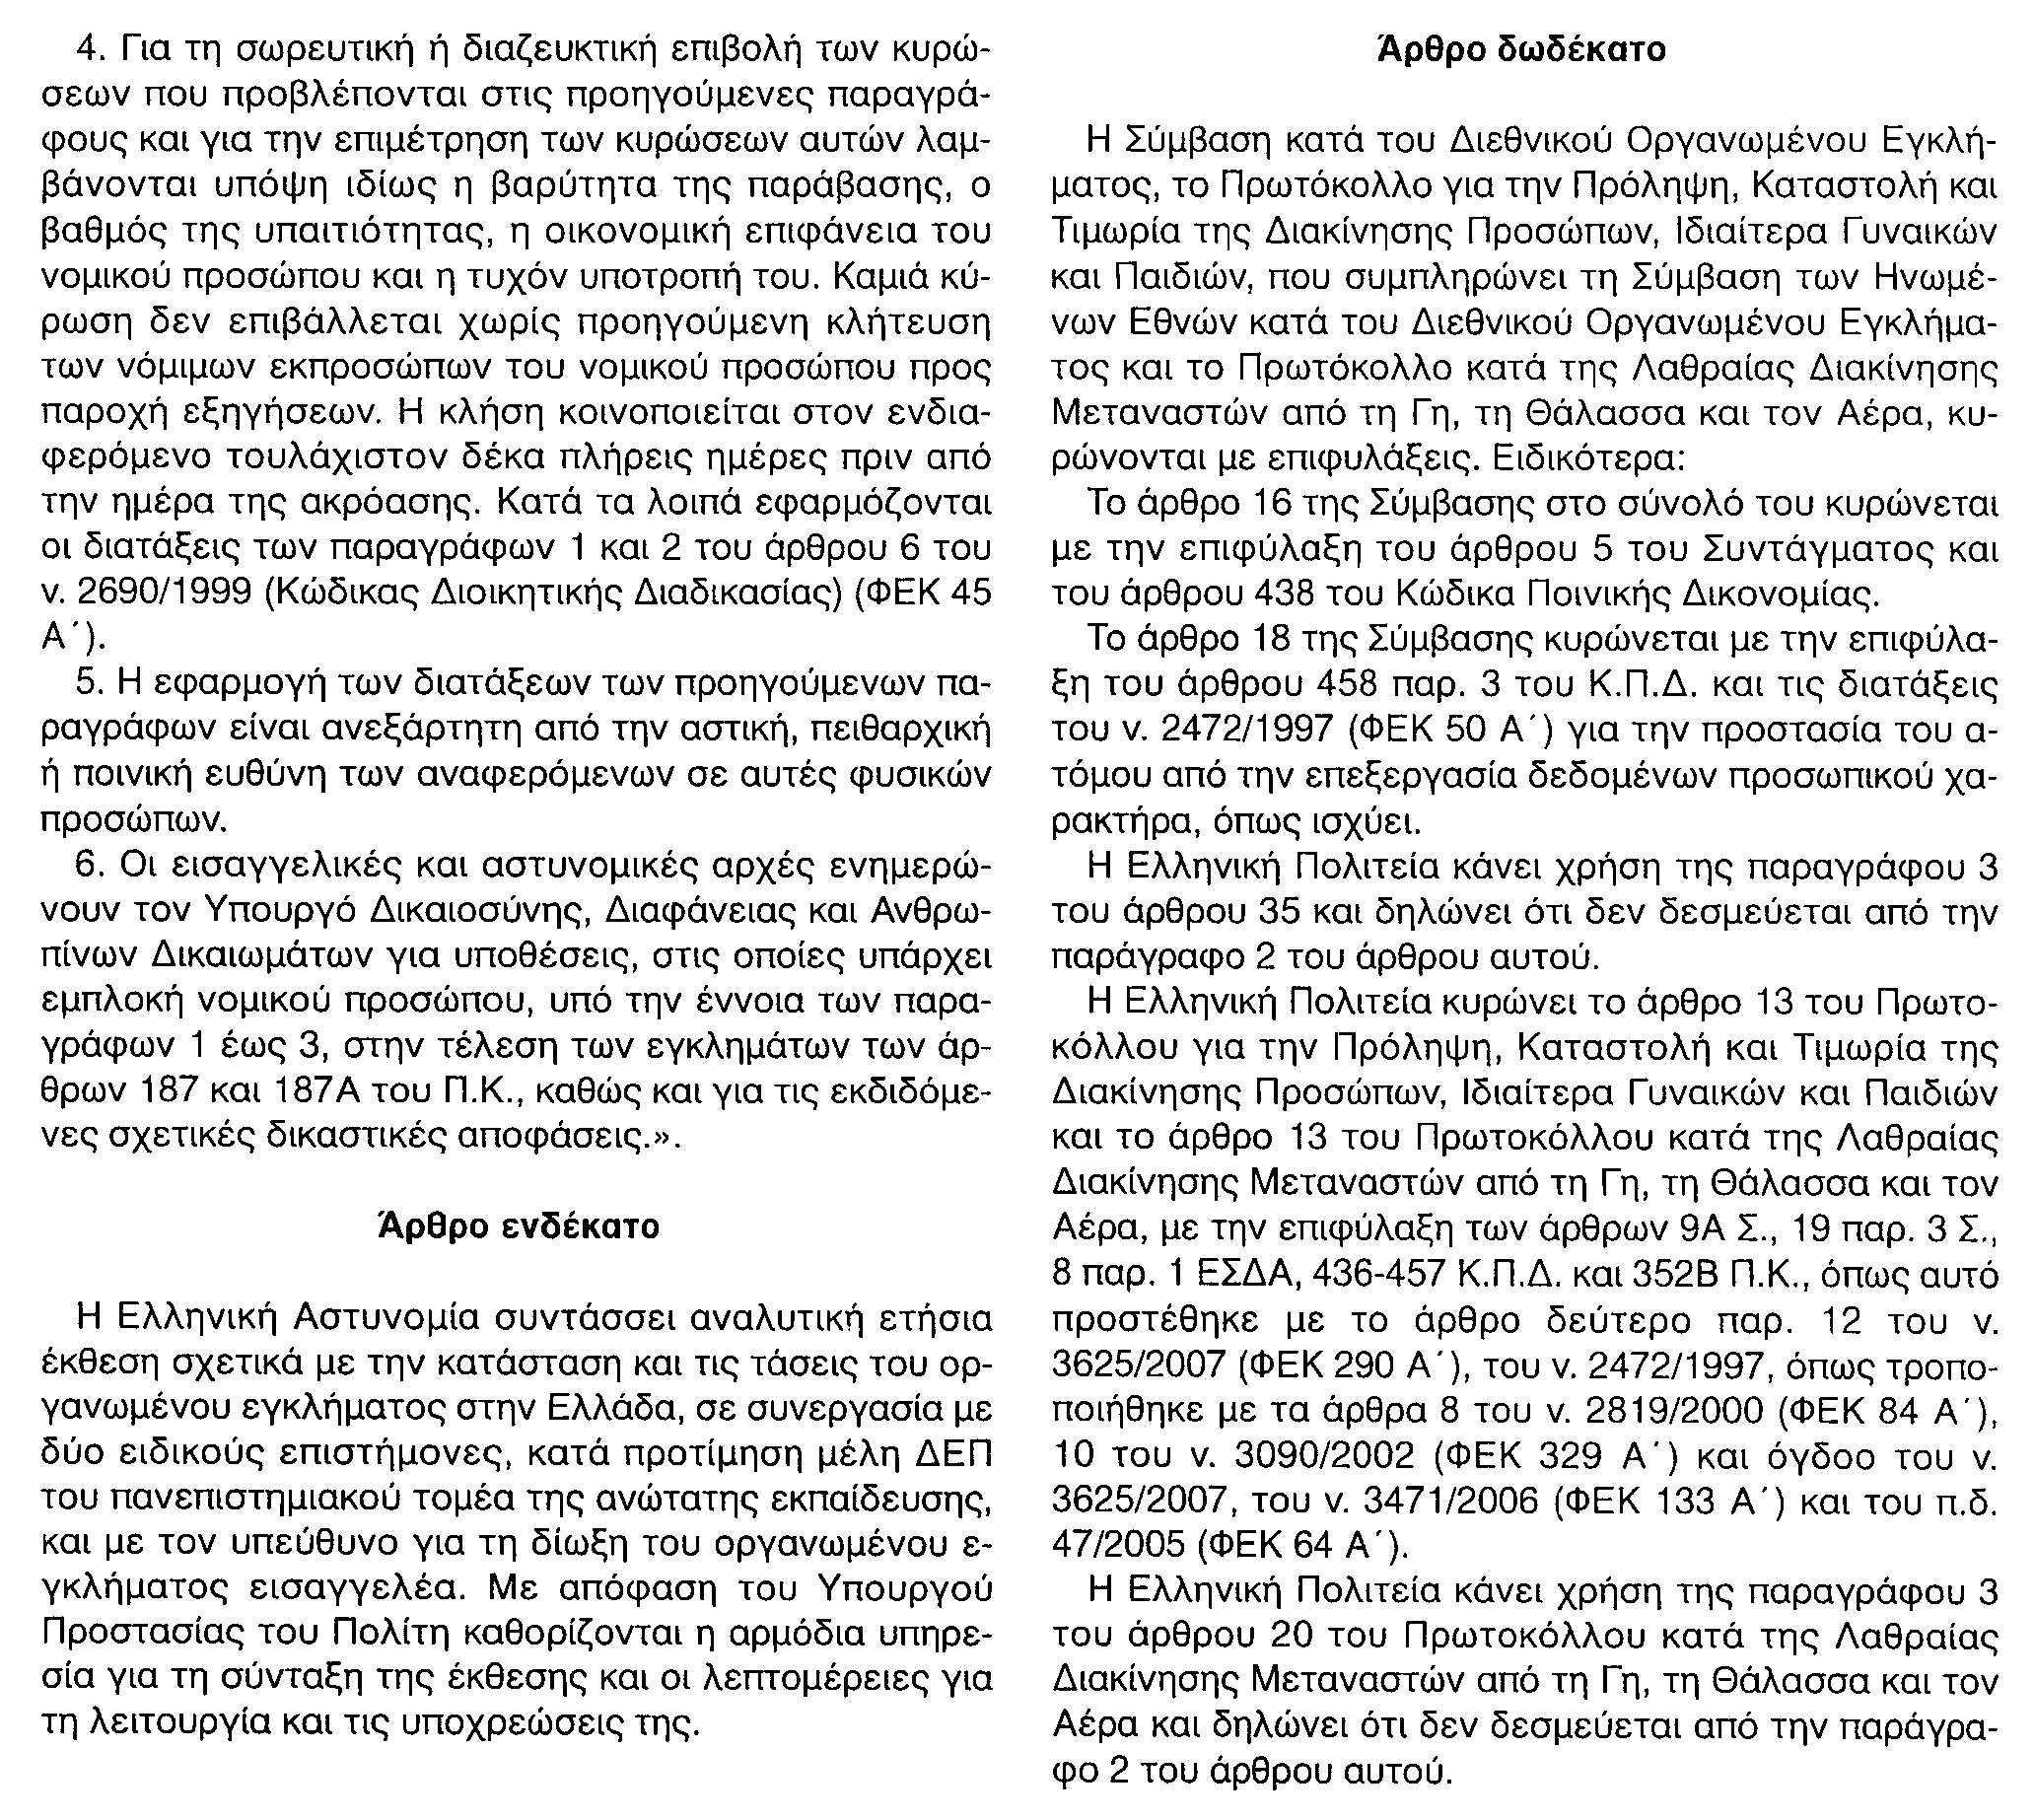 4. Για τη σωρευτική ή διαζευκτική επιβολή των κυρώ-
σεων που προβλέπονται στις προηγούμενες παραγρά-
φους και για την επιμέτρηση των κυρώσεων αυτών λαμ-
βάνονται υπόψη ιδίως η βαρύτητα της παράβασης, ο
βαθμός της υπαιτιότητας, η οικονομική επιφάνεια του
νομικού προσώπου και η τυχόν υποτροπή του. Καμιά κύ-
ρωση δεν επιβάλλεται χωρίς προηγούμενη κλήτευση
των νόμιμων εκπροσώπων του νομικού προσώπου προς
παροχή εξηγήσεων. Η κλήση κοινοποιείται στον ενδια-
φερόμενο τουλάχιστον δέκα πλήρεις ημέρες πριν από
την ημέρα της ακρόασης. Κατά τα λοιπά εφαρμόζονται
οι διατάξεις των παραγράφων 1 και 2 του άρθρου 6 του
ν. 2690/1999 (Κώδικας Διοικητικής Διαδικασίας) (ΦΕΚ 45
Α΄).
5. Η εφαρμογή των διατάξεων των προηγούμενων πα-
ραγράφων είναι ανεξάρτητη από την αστική, πειθαρχική
ή ποινική ευθύνη των αναφερόμενων σε αυτές φυσικών
προσώπων.
6. Οι εισαγγελικές και αστυνομικές αρχές ενημερώ-
νουν τον Υπουργό Δικαιοσύνης, Διαφάνειας και Ανθρω-
πίνων Δικαιωμάτων για υποθέσεις, στις οποίες υπάρχει
εμπλοκή νομικού προσώπου, υπό την έννοια των παρα-
γράφων 1 έως 3, στην τέλεση των εγκλημάτων των άρ-
θρων 187 και 187Α του Π.Κ., καθώς και για τις εκδιδόμε-
νες σχετικές δικαστικές αποφάσεις.».
Άρθρο ενδέκατο
Η Ελληνική Αστυνομία συντάσσει αναλυτική ετήσια
έκθεση σχετικά με την κατάσταση και τις τάσεις του ορ-
γανωμένου εγκλήματος στην Ελλάδα, σε συνεργασία με
δύο ειδικούς επιστήμονες, κατά προτίμηση μέλη ΔΕΠ
του πανεπιστημιακού τομέα της ανώτατης εκπαίδευσης,
και με τον υπεύθυνο για τη δίωξη του οργανωμένου ε-
γκλήματος εισαγγελέα. Με απόφαση του Υπουργού
Προστασίας του Πολίτη καθορίζονται η αρμόδια υπηρε-
σία για τη σύνταξη της έκθεσης και οι λεπτομέρειες για
τη λειτουργία και τις υποχρεώσεις της.
Άρθρο δωδέκατο
Η Σύμβαση κατά του Διεθνικού Οργανωμένου Εγκλή-
ματος, το Πρωτόκολλο για την Πρόληψη, Καταστολή και
Τιμωρία της Διακίνησης Προσώπων, Ιδιαίτερα Γυναικών
και Παιδιών, που συμπληρώνει τη Σύμβαση των Ηνωμέ-
νων Εθνών κατά του Διεθνικού Οργανωμένου Εγκλήμα-
τος και το Πρωτόκολλο κατά της Λαθραίας Διακίνησης
Μεταναστών από τη Γη, τη Θάλασσα και τον Αέρα, κυ-
ρώνονται με επιφυλάξεις. Ειδικότερα:
Το άρθρο 16 της Σύμβασης στο σύνολό του κυρώνεται
με την επιφύλαξη του άρθρου 5 του Συντάγματος και
του άρθρου 438 του Κώδικα Ποινικής Δικονομίας.
Το άρθρο 18 της Σύμβασης κυρώνεται με την επιφύλα-
ξη του άρθρου 458 παρ. 3 του Κ.Π.Δ. και τις διατάξεις
του ν. 2472/1997 (ΦΕΚ 50 Α΄) για την προστασία του α-
τόμου από την επεξεργασία δεδομένων προσωπικού χα-
ρακτήρα, όπως ισχύει.
Η Ελληνική Πολιτεία κάνει χρήση της παραγράφου 3
του άρθρου 35 και δηλώνει ότι δεν δεσμεύεται από την
παράγραφο 2 του άρθρου αυτού.
Η Ελληνική Πολιτεία κυρώνει το άρθρο 13 του Πρωτο-
κόλλου για την Πρόληψη, Καταστολή και Τιμωρία της
Διακίνησης Προσώπων, Ιδιαίτερα Γυναικών και Παιδιών
και το άρθρο 13 του Πρωτοκόλλου κατά της Λαθραίας
Διακίνησης Μεταναστών από τη Γη, τη Θάλασσα και τον
Αέρα, με την επιφύλαξη των άρθρων 9Α Σ., 19 παρ. 3 Σ.,
8 παρ. 1 ΕΣΔΑ, 436-457 Κ.Π.Δ. και 352Β Π.Κ., όπως αυτό
προστέθηκε με το άρθρο δεύτερο παρ. 12 του ν.
3625/2007 (ΦΕΚ 290 Α΄), του ν. 2472/1997, όπως τροπο-
ποιήθηκε με τα άρθρα 8 του ν. 2819/2000 (ΦΕΚ 84 Α΄),
10 του ν. 3090/2002 (ΦΕΚ 329 Α΄) και όγδοο του ν.
3625/2007, του ν. 3471/2006 (ΦΕΚ 133 Α΄) και του π.δ.
47/2005 (ΦΕΚ 64 Α΄).
Η Ελληνική Πολιτεία κάνει χρήση της παραγράφου 3
του άρθρου 20 του Πρωτοκόλλου κατά της Λαθραίας
Διακίνησης Μεταναστών από τη Γη, τη Θάλασσα και τον
Αέρα και δηλώνει ότι δεν δεσμεύεται από την παράγρα-
φο 2 του άρθρου αυτού.